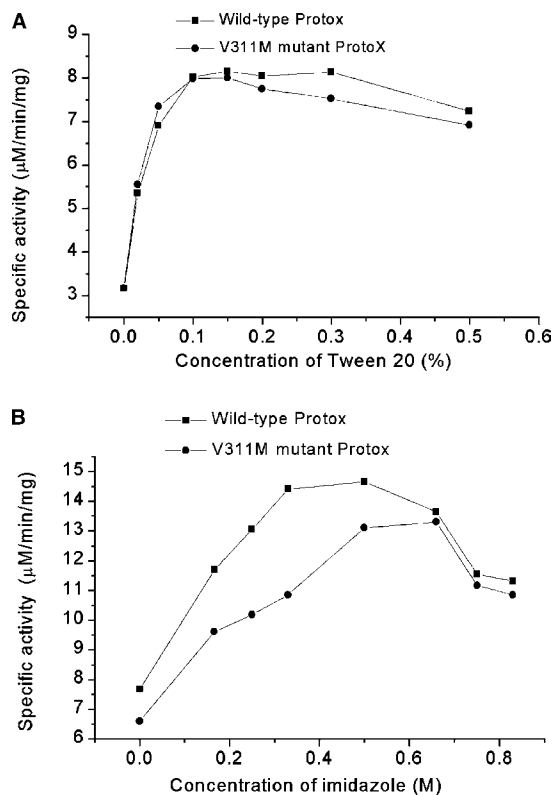 A
Wild-type Protox
V311M mutant ProtoX
Specific activity (μM/min/mg)
9
8
7
6
5
4
3
0.0 0.1 0.2 0.3 0.4 0.5 0.6
Concentration of Tween 20 (%)
B
Wild-type Protox
V311M mutant Protox
Specific activity (μM/min/mg)
15
14
13
12
11
10
9
8
7
6
0.0 0.2 0.4 0.6 0.8
Concentration of imidazole (M)